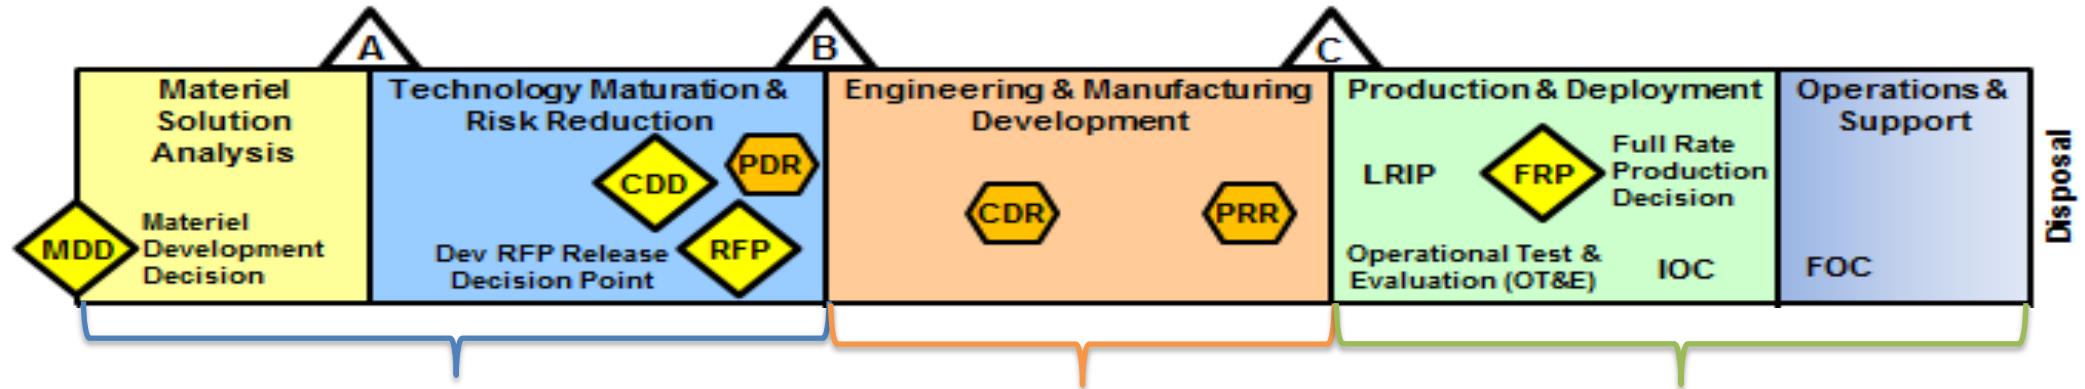 A
B
C
Materiel
Solution
Analysis
MDD
Materiel
Development
Decision
Technology Maturation &
Risk Reduction
CDD
PDR
Dev RFP Release
Decision Point
RFP
Engineering & Manufacturing
Development
CDR
PRR
Production & Deployment
LRIP
FRP
Full Rate
Production
Decision
Operational Test &
Evaluation (OT&E)
IOC
Operations &
Support
FOC
Disposal